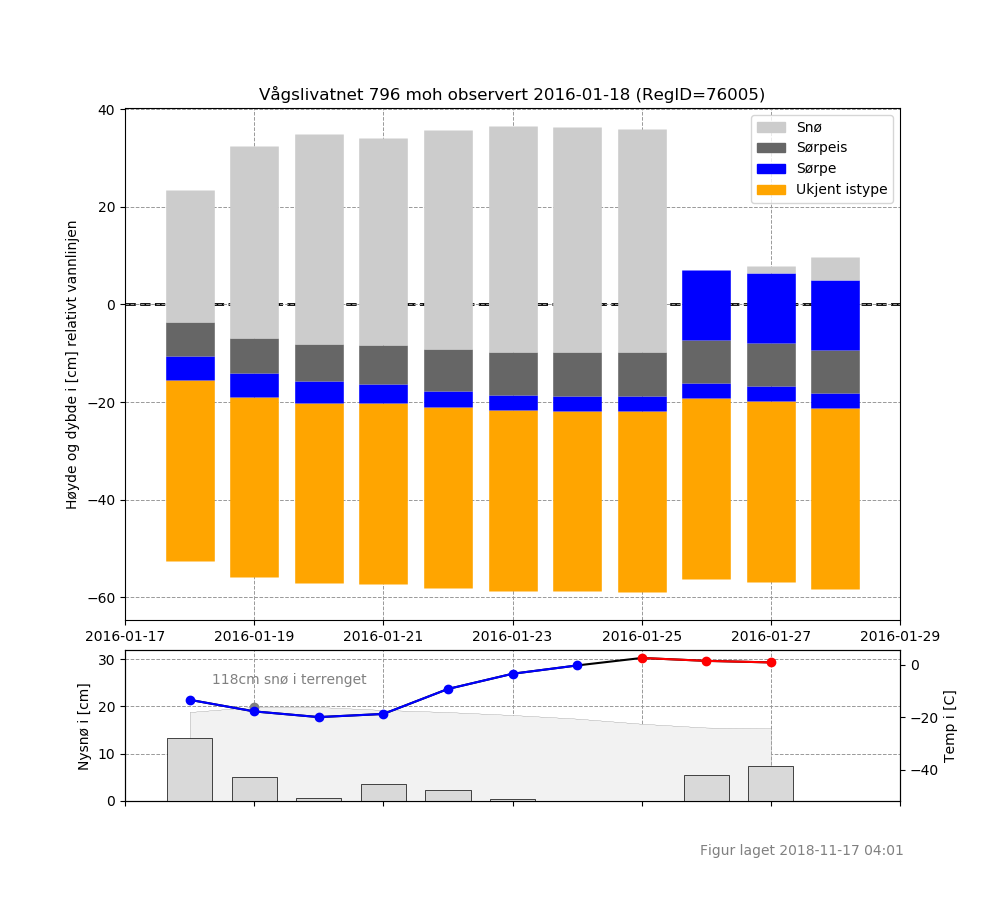 Vågslivatnet 796 moh observert 2016-01-18 (RegID=76005)
Høyde og dybde i [cm] relativt vannlinjen
40
20
0
−20
−40
−60
Snø
Sørpeis
Sørpe
Ukjent istype
2016-01-17 2016-01-19 2016-01-21 2016-01-23 2016-01-25 2016-01-27 2016-01-29
Nysnø i [cm]
30
20
10
0
118cm snø i terrenget
0
−20
−40
Temp i [C]
Figur laget 2018-11-17 04:01